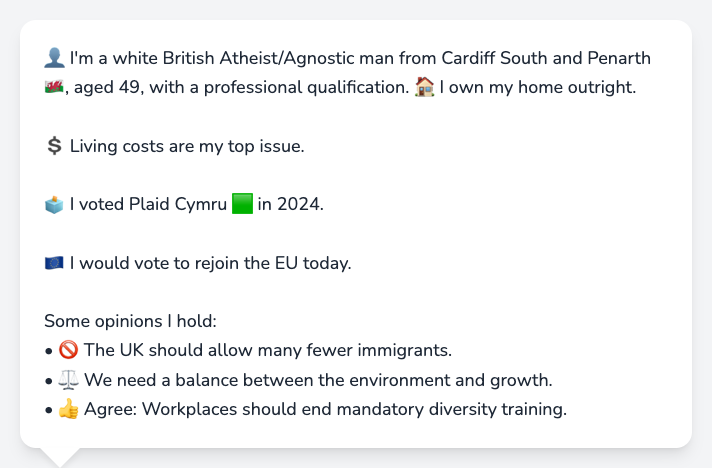 👤 I'm a white British Atheist/Agnostic man from Cardiff South and Penarth
🏴󠁧󠁢󠁷󠁬󠁳󠁿, aged 49, with a professional qualification. 🏠 I own my home outright.
💲 Living costs are my top issue.
🗳️ I voted Plaid Cymru 🟩 in 2024.
🇪🇺 I would vote to rejoin the EU today.
Some opinions I hold:
• 🚫 The UK should allow many fewer immigrants.
• ⚖️ We need a balance between the environment and growth.
• 👍 Agree: Workplaces should end mandatory diversity training.